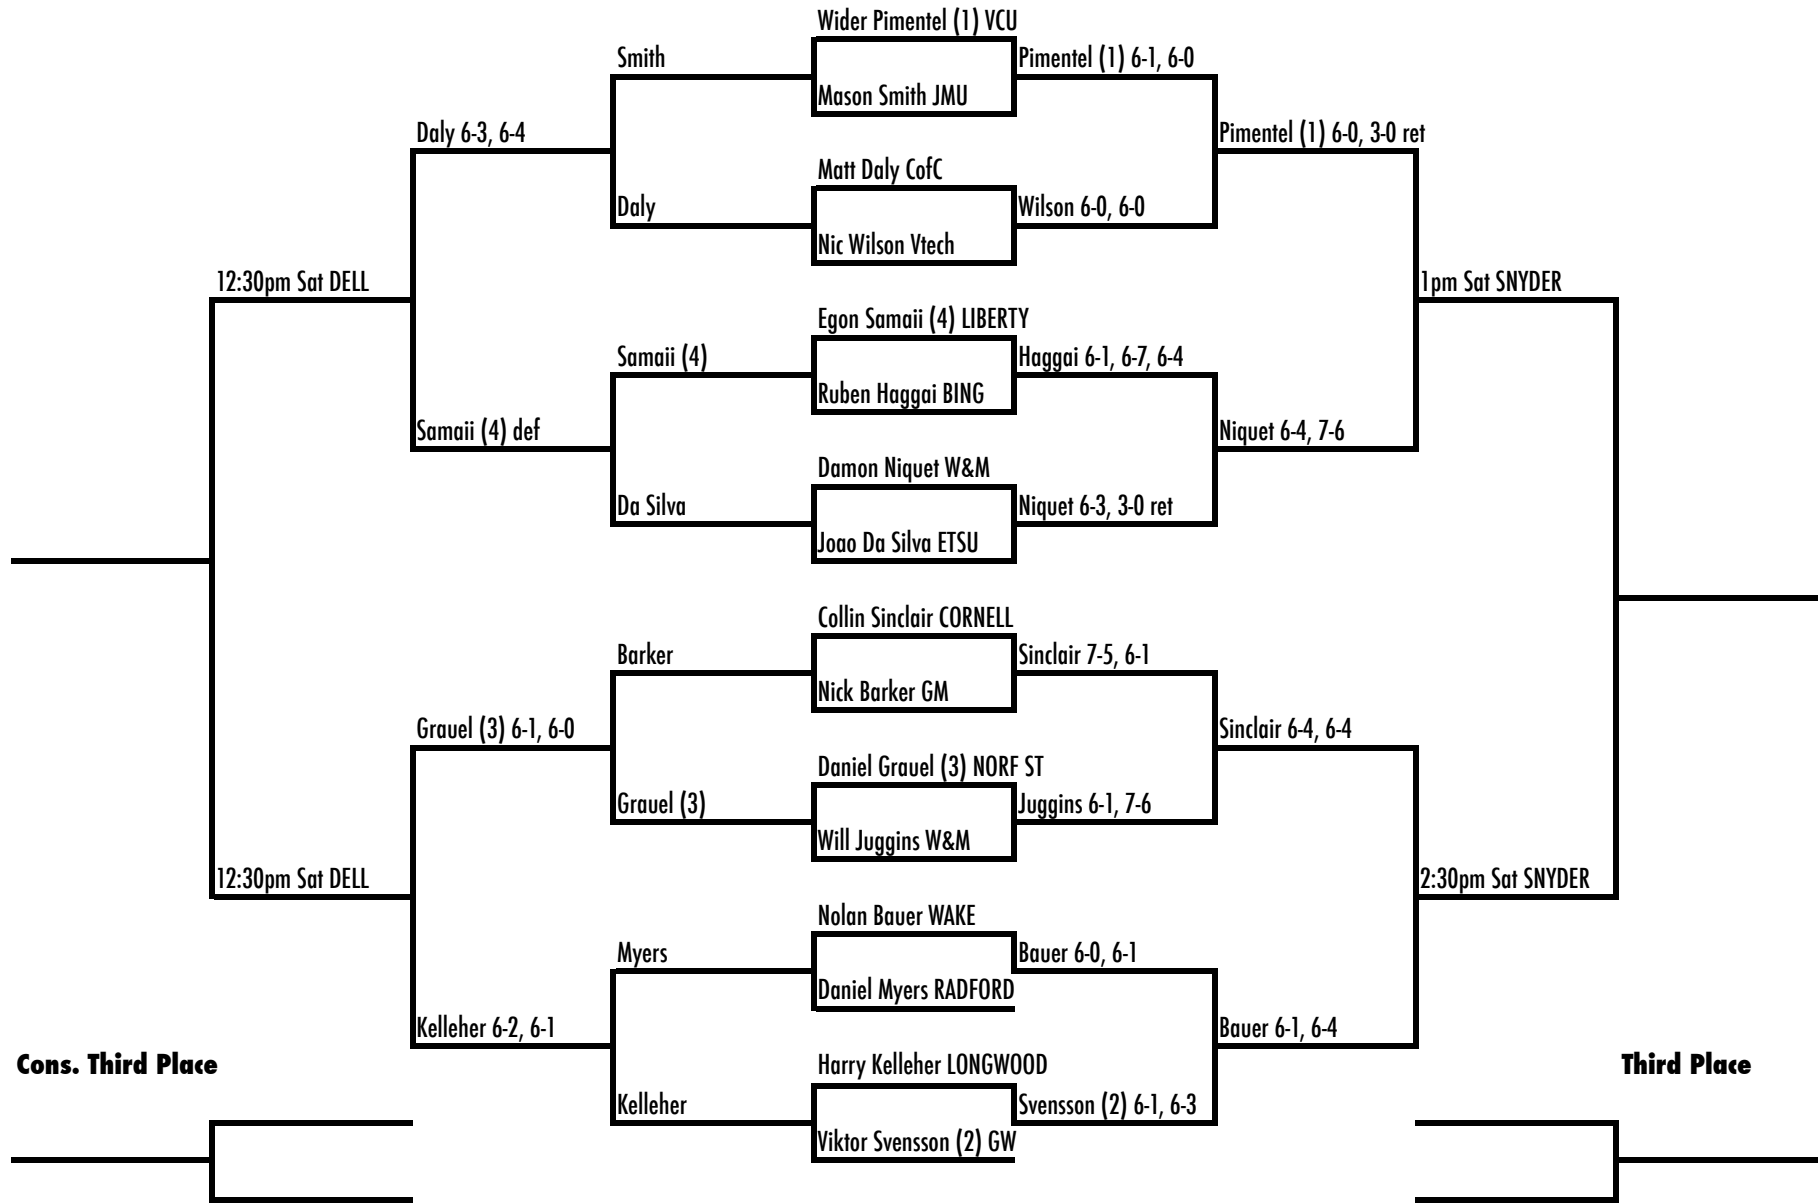 Wider Pimentel (1) VCU
Smith
Pimentel (1) 6-1, 6-0
Mason Smith JMU
Daly 6-3, 6-4
Pimentel (1) 6-0, 3-0 ret
Matt Daly CofC
Daly
Wilson 6-0, 6-0
Nic Wilson Vtech
12:30pm Sat DELL
1pm Sat SNYDER
Egon Samaii (4) LIBERTY
Samaii (4)
Haggai 6-1, 6-7, 6-4
Ruben Haggai BING
Samaii (4) def
Niquet 6-4, 7-6
Damon Niquet W&M
Da Silva
Niquet 6-3, 3-0 ret
Joao Da Silva ETSU
Collin Sinclair CORNELL
Barker
Sinclair 7-5, 6-1
Nick Barker GM
Grauel (3) 6-1, 6-0
Sinclair 6-4, 6-4
Daniel Grauel (3) NORF ST
Grauel (3)
Juggins 6-1, 7-6
Will Juggins W&M
12:30pm Sat DELL
2:30pm Sat SNYDER
Nolan Bauer WAKE
Myers
Bauer 6-0, 6-1
Daniel Myers RADFORD
Kelleher 6-2, 6-1
Bauer 6-1, 6-4
Cons. Third Place
Harry Kelleher LONGWOOD
Third Place
Kelleher
Svensson (2) 6-1, 6-3
Viktor Svensson (2) GW